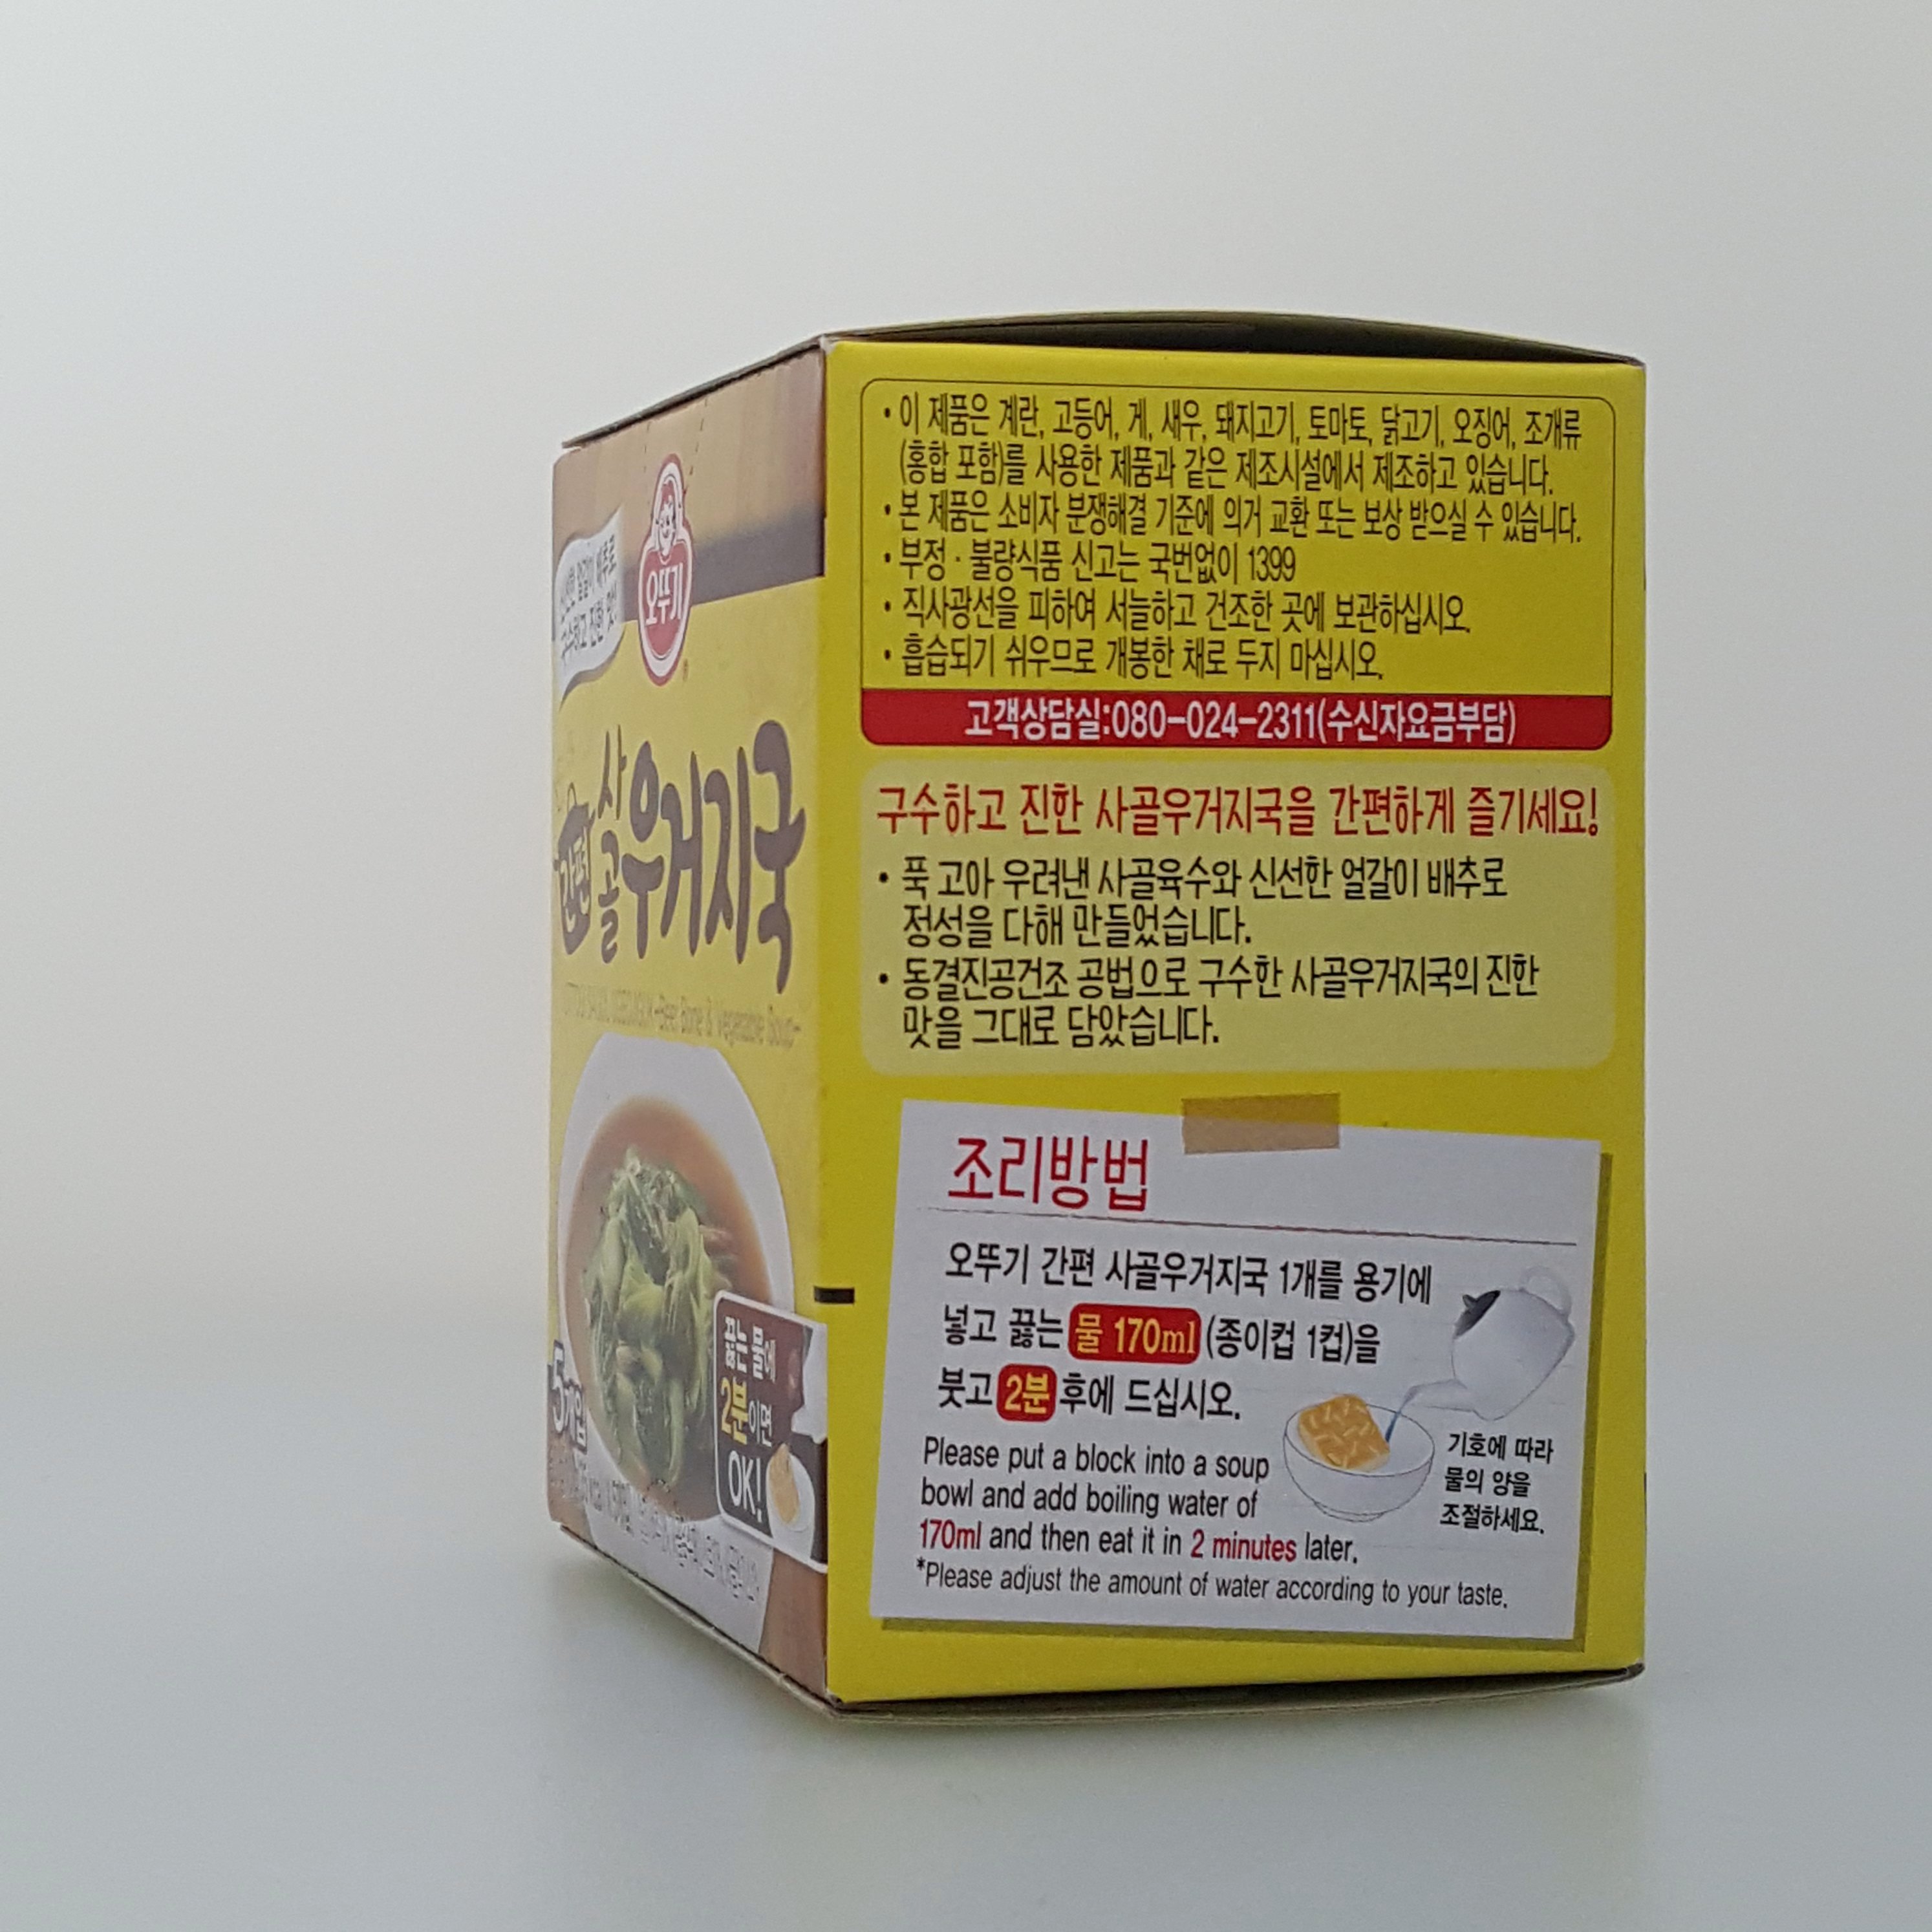 오뚜기
간편 사골 우거지국
-Beef Bone & Vegetable Soup-
끓는 물에
2분이면
OK!
5개입
• 이 제품은 계란, 고등어, 게, 새우, 돼지고기, 토마토, 닭고기, 오징어, 조개류
(홍합 포함)를 사용한 제품과 같은 제조시설에서 제조하고 있습니다.
• 본 제품은 소비자 분쟁해결 기준에 의거 교환 또는 보상 받으실 수 있습니다.
• 부정 · 불량식품 신고는 국번없이 1399
• 직사광선을 피하여 서늘하고 건조한 곳에 보관하십시오.
• 흡습되기 쉬우므로 개봉한 채로 두지 마십시오.
고객상담실:080-024-2311(수신자요금부담)
구수하고 진한 사골우거지국을 간편하게 즐기세요!
• 푹 고아 우려낸 사골육수와 신선한 얼갈이 배추로
정성을 다해 만들었습니다.
• 동결진공건조 공법으로 구수한 사골우거지국의 진한
맛을 그대로 담았습니다.
조리방법
오뚜기 간편 사골우거지국 1개를 용기에
넣고 끓는 물 170ml (종이컵 1컵)을
붓고 2분 후에 드십시오.
기호에 따라
물의 양을
조절하세요.
Please put a block into a soup
bowl and add boiling water of
170ml and then eat it in 2 minutes later.
*Please adjust the amount of water according to your taste.